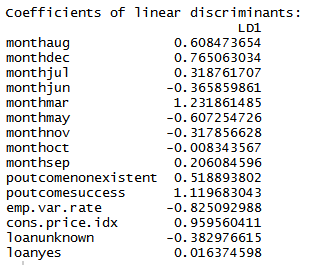 Coefficients of linear discriminants:
LD1
monthaug 0.608473654
monthdec 0.765063034
monthjul 0.318761707
monthjun -0.365859861
monthmar 1.231861485
monthmay -0.607254726
monthnov -0.317856628
monthoct -0.008343567
monthsep 0.206084596
poutcomenonexistent 0.518893802
poutcomesuccess 1.119683043
emp.var.rate -0.825092988
cons.price.idx 0.959560411
loanunknown -0.382976615
loanyes 0.016374598